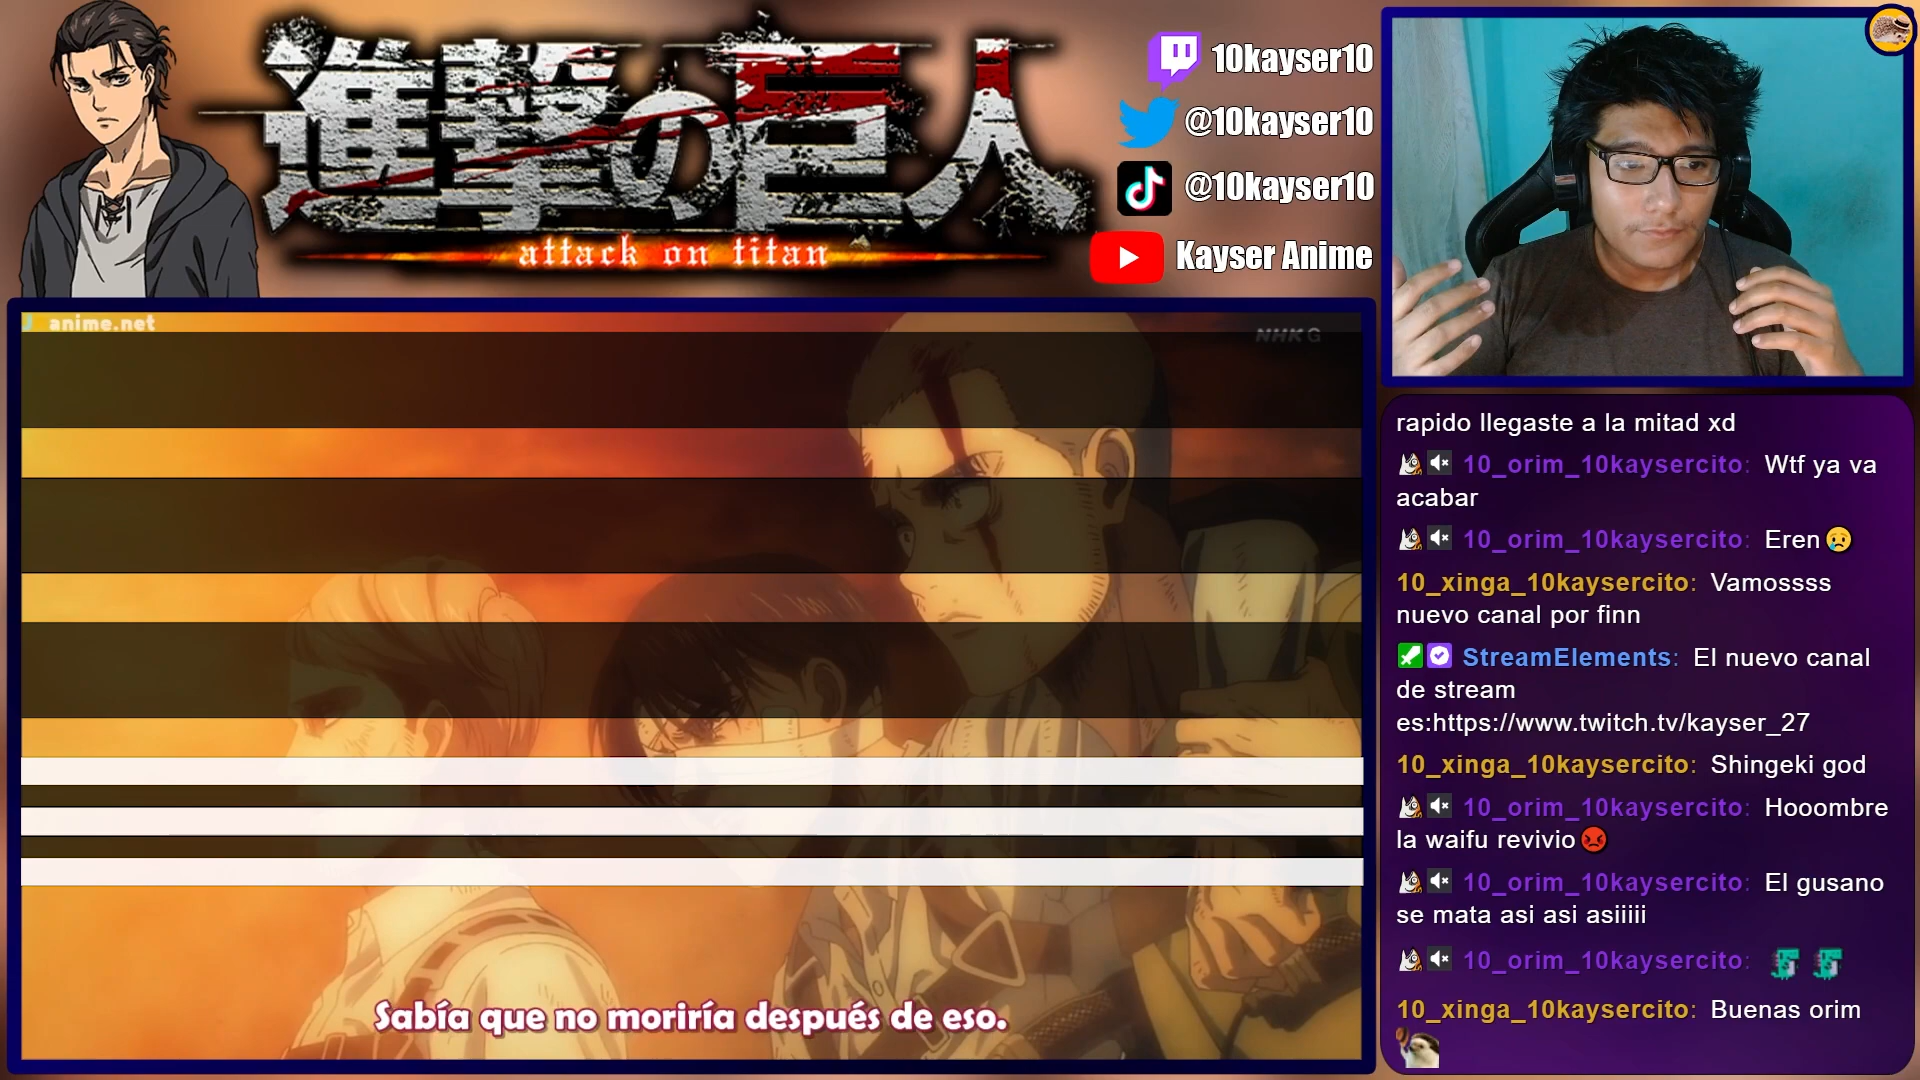 進撃の巨人
attack on titan
10kayser10
@10kayser10
@10kayser10
Kayser Anime
anime.net
NHK G
Sabía que no moriría después de eso.
rapido llegaste a la mitad xd
10_orim_10kaysercito: Wtf ya va
acabar
10_orim_10kaysercito: Eren
10_xinga_10kaysercito: Vamossss
nuevo canal por finn
StreamElements: El nuevo canal
de stream
es:https://www.twitch.tv/kayser_27
10_xinga_10kaysercito: Shingeki god
10_orim_10kaysercito: Hooombre
la waifu revivio
10_orim_10kaysercito: El gusano
se mata asi asi asiiiii
10_orim_10kaysercito:
10_xinga_10kaysercito: Buenas orim